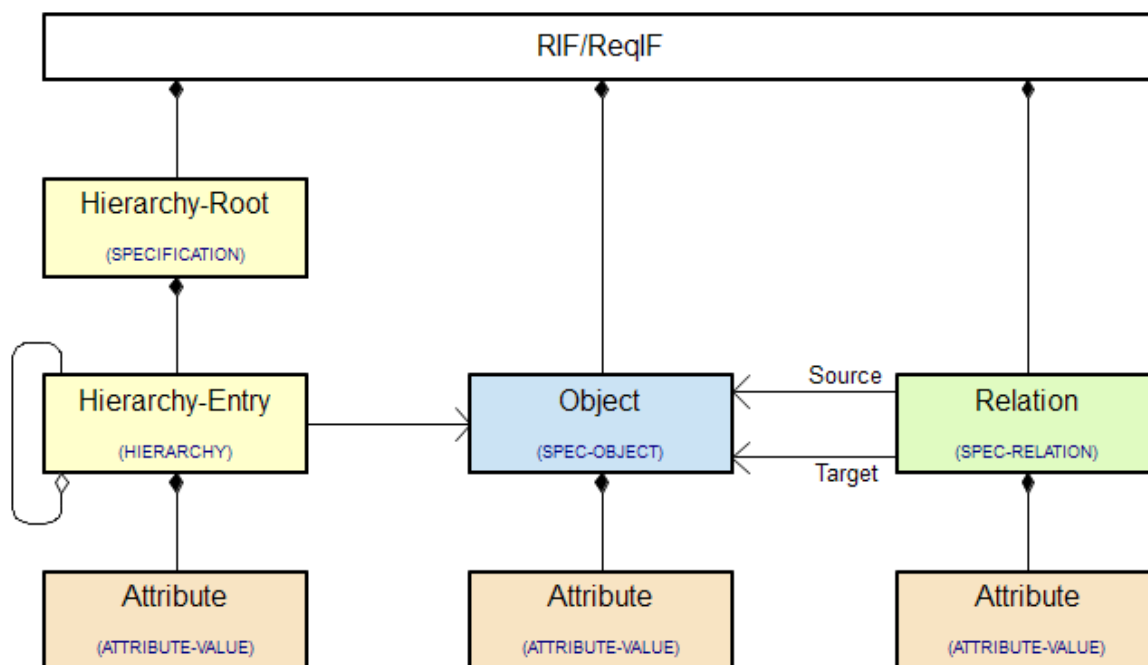 RIF/ReqIF
Hierarchy-Root
(SPECIFICATION)
Hierarchy-Entry
(HIERARCHY)
Object
(SPEC-OBJECT)
Source
Target
Relation
(SPEC-RELATION)
Attribute
(ATTRIBUTE-VALUE)
Attribute
(ATTRIBUTE-VALUE)
Attribute
(ATTRIBUTE-VALUE)